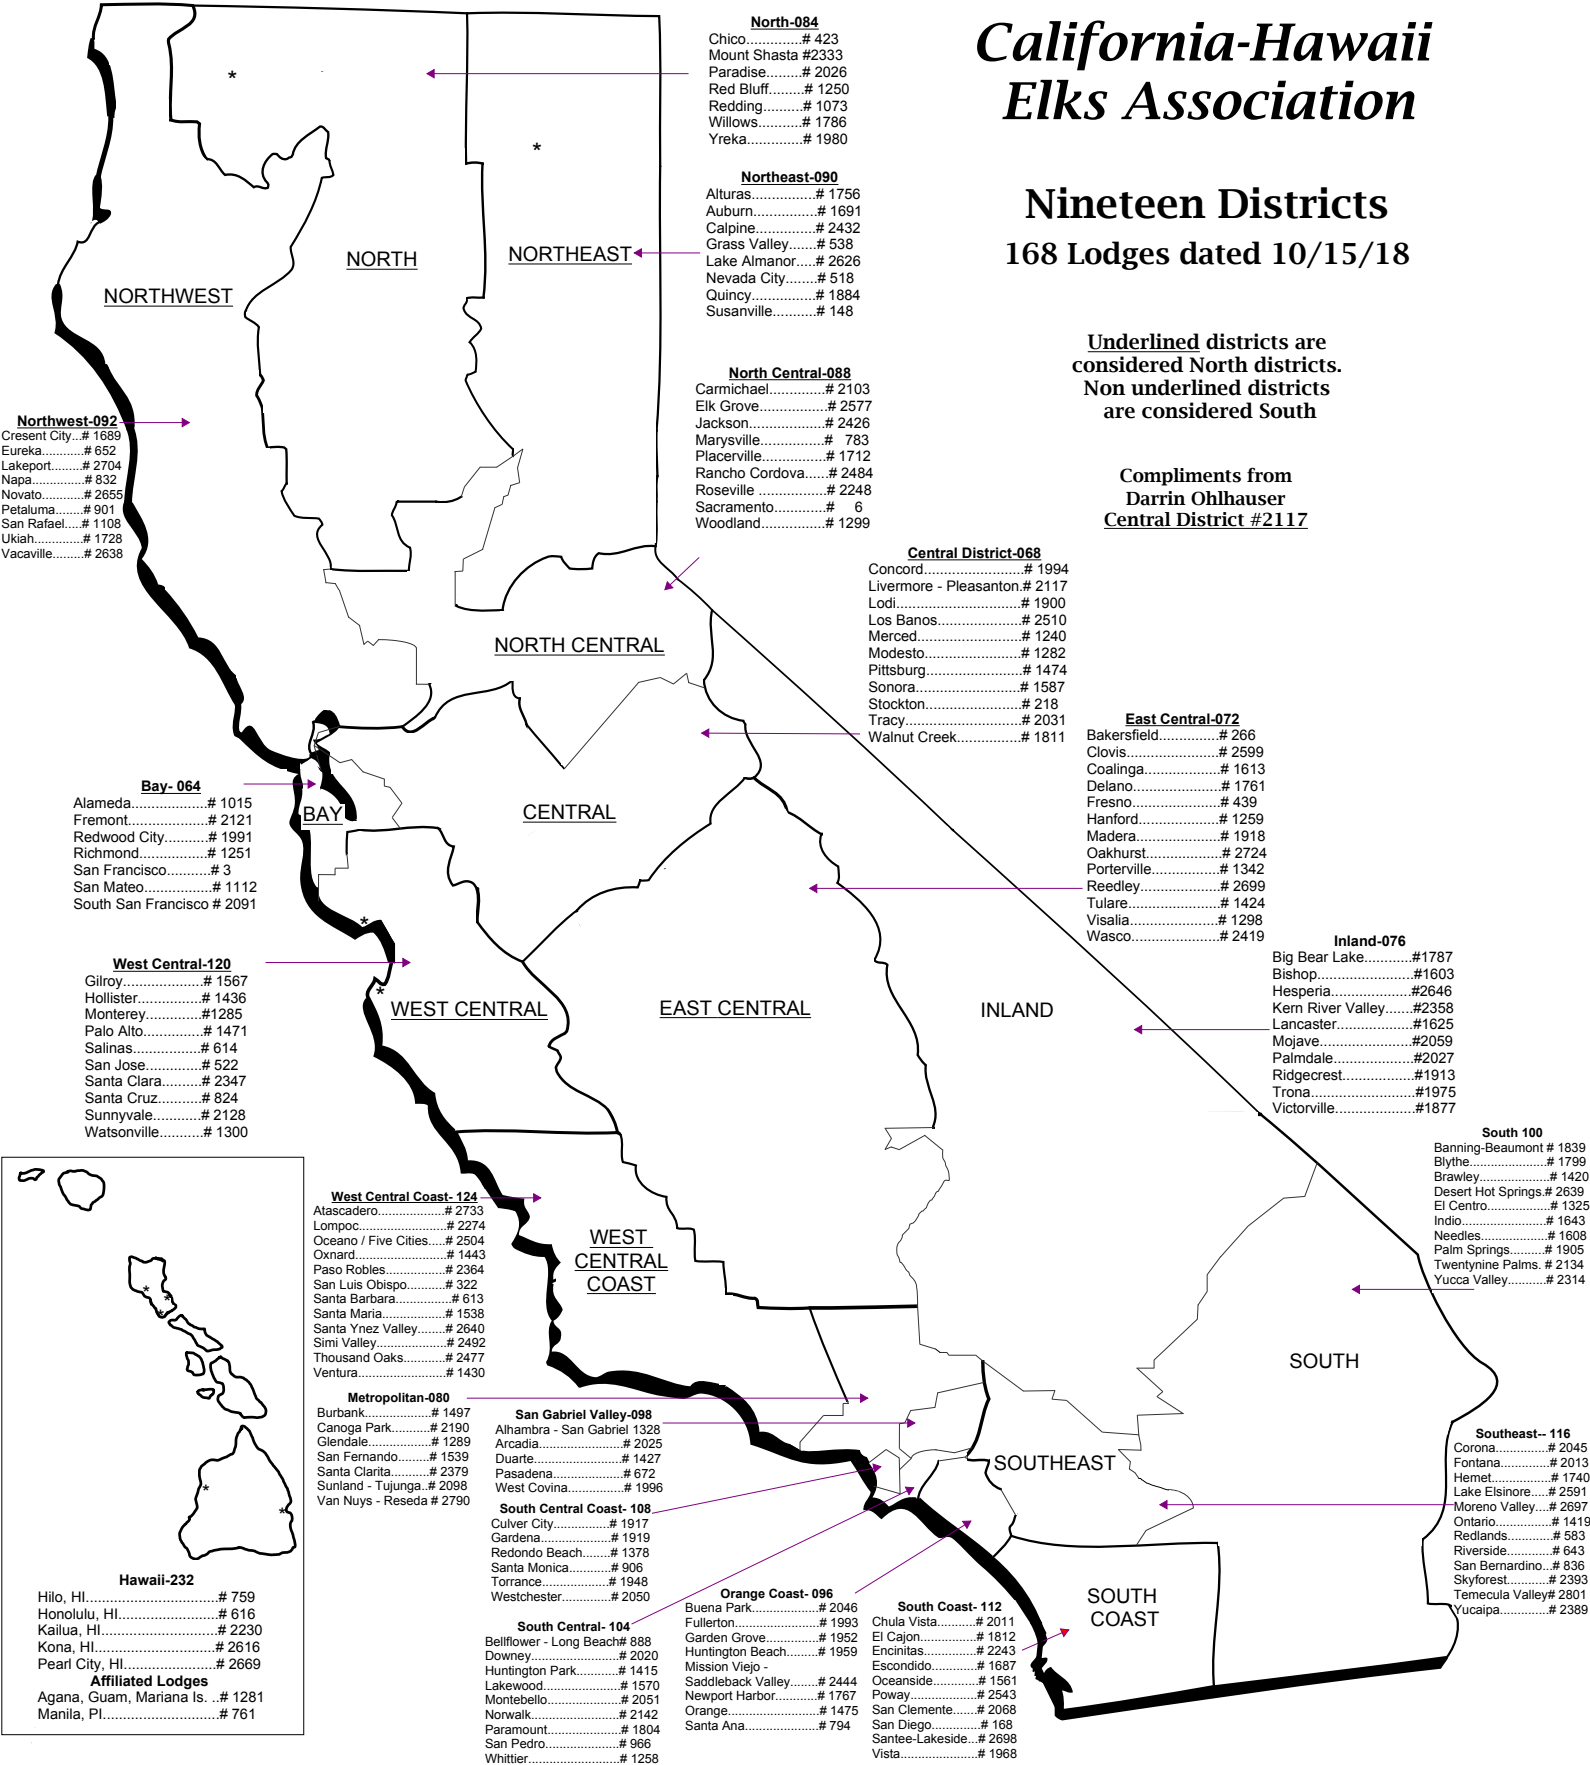 California-Hawaii
Elks Association
Nineteen Districts
168 Lodges dated 10/15/18
Underlined districts are
considered North districts.
Non underlined districts
are considered South
Compliments from
Darrin Ohlhauser
Central District #2117
North-084
Chico..............# 423
Mount Shasta #2333
Paradise.........# 2026
Red Bluff.........# 1250
Redding..........# 1073
Willows...........# 1786
Yreka..............# 1980
Northeast-090
Alturas................# 1756
Auburn................# 1691
Calpine...............# 2432
Grass Valley.......# 538
Lake Almanor.....# 2626
Nevada City........# 518
Quincy................# 1884
Susanville...........# 148
North Central-088
Carmichael..............# 2103
Elk Grove.................# 2577
Jackson....................# 2426
Marysville................# 783
Placerville................# 1712
Rancho Cordova......# 2484
Roseville .................# 2248
Sacramento.............# 6
Woodland................# 1299
Northwest-092
Cresent City...# 1689
Eureka............# 652
Lakeport.........# 2704
Napa...............# 832
Novato............# 2655
Petaluma........# 901
San Rafael.....# 1108
Ukiah..............# 1728
Vacaville.........# 2638
Central District-068
Concord.........................# 1994
Livermore - Pleasanton.# 2117
Lodi...............................# 1900
Los Banos.....................# 2510
Merced..........................# 1240
Modesto........................# 1282
Pittsburg........................# 1474
Sonora..........................# 1587
Stockton........................# 218
Tracy.............................# 2031
Walnut Creek................# 1811
East Central-072
Bakersfield...............# 266
Clovis.......................# 2599
Coalinga...................# 1613
Delano......................# 1761
Fresno......................# 439
Hanford....................# 1259
Madera.....................# 1918
Oakhurst...................# 2724
Porterville.................# 1342
Reedley....................# 2699
Tulare.......................# 1424
Visalia......................# 1298
Wasco......................# 2419
Bay- 064
Alameda...................# 1015
Fremont....................# 2121
Redwood City...........# 1991
Richmond.................# 1251
San Francisco...........# 3
San Mateo.................# 1112
South San Francisco # 2091
West Central-120
Gilroy...........................# 1567
Hollister.......................# 1436
Monterey.....................#1285
Palo Alto......................# 1471
Salinas........................# 614
San Jose.....................# 522
Santa Clara..........# 2347
Santa Cruz..........# 824
Sunnyvale............# 2128
Watsonville...........# 1300
Inland-076
Big Bear Lake............#1787
Bishop........................#1603
Hesperia....................#2646
Kern River Valley.......#2358
Lancaster...................#1625
Mojave.......................#2059
Palmdale....................#2027
Ridgecrest..................#1913
Trona..........................#1975
Victorville....................#1877
South 100
Banning-Beaumont # 1839
Blythe.......................# 1799
Brawley.....................# 1420
Desert Hot Springs.# 2639
El Centro..................# 1325
Indio.........................# 1643
Needles....................# 1608
Palm Springs..........# 1905
Twentynine Palms. # 2134
Yucca Valley...........# 2314
West Central Coast- 124
Atascadero....................# 2733
Lompoc..........................# 2274
Oceano / Five Cities.....# 2504
Oxnard...........................# 1443
Paso Robles..................# 2364
San Luis Obispo............# 322
Santa Barbara...............# 613
Santa Maria...................# 1538
Santa Ynez Valley........# 2640
Simi Valley.....................# 2492
Thousand Oaks............# 2477
Ventura..........................# 1430
Metropolitan-080
Burbank....................# 1497
Canoga Park...........# 2190
Glendale...................# 1289
San Fernando.........# 1539
Santa Clarita...........# 2379
Sunland - Tujunga..# 2098
Van Nuys - Reseda # 2790
San Gabriel Valley-098
Alhambra - San Gabriel 1328
Arcadia........................# 2025
Duarte.........................# 1427
Pasadena....................# 672
West Covina................# 1996
South Central Coast- 108
Culver City................# 1917
Gardena...................# 1919
Redondo Beach.......# 1378
Santa Monica...........# 906
Torrance...................# 1948
Westchester.............# 2050
South Central- 104
Bellflower - Long Beach# 888
Downey.....................# 2020
Huntington Park.........# 1415
Lakewood..................# 1570
Montebello.................# 2051
Norwalk.....................# 2142
Paramount.................# 1804
San Pedro.................# 966
Whittier......................# 1258
Orange Coast- 096
Buena Park...............# 2046
Fullerton....................# 1993
Garden Grove...........# 1952
Huntington Beach......# 1959
Mission Viejo -
Saddleback Valley.......# 2444
Newport Harbor..........# 1767
Orange.......................# 1475
Santa Ana..................# 794
South Coast- 112
Chula Vista..........# 2011
El Cajon...............# 1812
Encinitas..............# 2243
Escondido............# 1687
Oceanside............# 1561
Poway..................# 2543
San Clemente.......# 2068
San Diego.............# 168
Santee-Lakeside...# 2698
Vista.....................# 1968
Southeast-- 116
Corona..............# 2045
Fontana.............# 2013
Hemet................# 1740
Lake Elsinore.....# 2591
Moreno Valley....# 2697
Ontario...............# 1419
Redlands...........# 583
Riverside...........# 643
San Bernardino...# 836
Skyforest...........# 2393
Temecula Valley# 2801
Yucaipa.............# 2389
Hawaii-232
Hilo, HI............................# 759
Honolulu, HI....................# 616
Kailua, HI........................# 2230
Kona, HI.........................# 2616
Pearl City, HI...................# 2669
Affiliated Lodges
Agana, Guam, Mariana Is. ..# 1281
Manila, PI.......................# 761
NORTH
NORTHEAST
NORTHWEST
NORTH CENTRAL
BAY
CENTRAL
WEST CENTRAL
EAST CENTRAL
INLAND
WEST
CENTRAL
COAST
SOUTH
SOUTHEAST
SOUTH
COAST